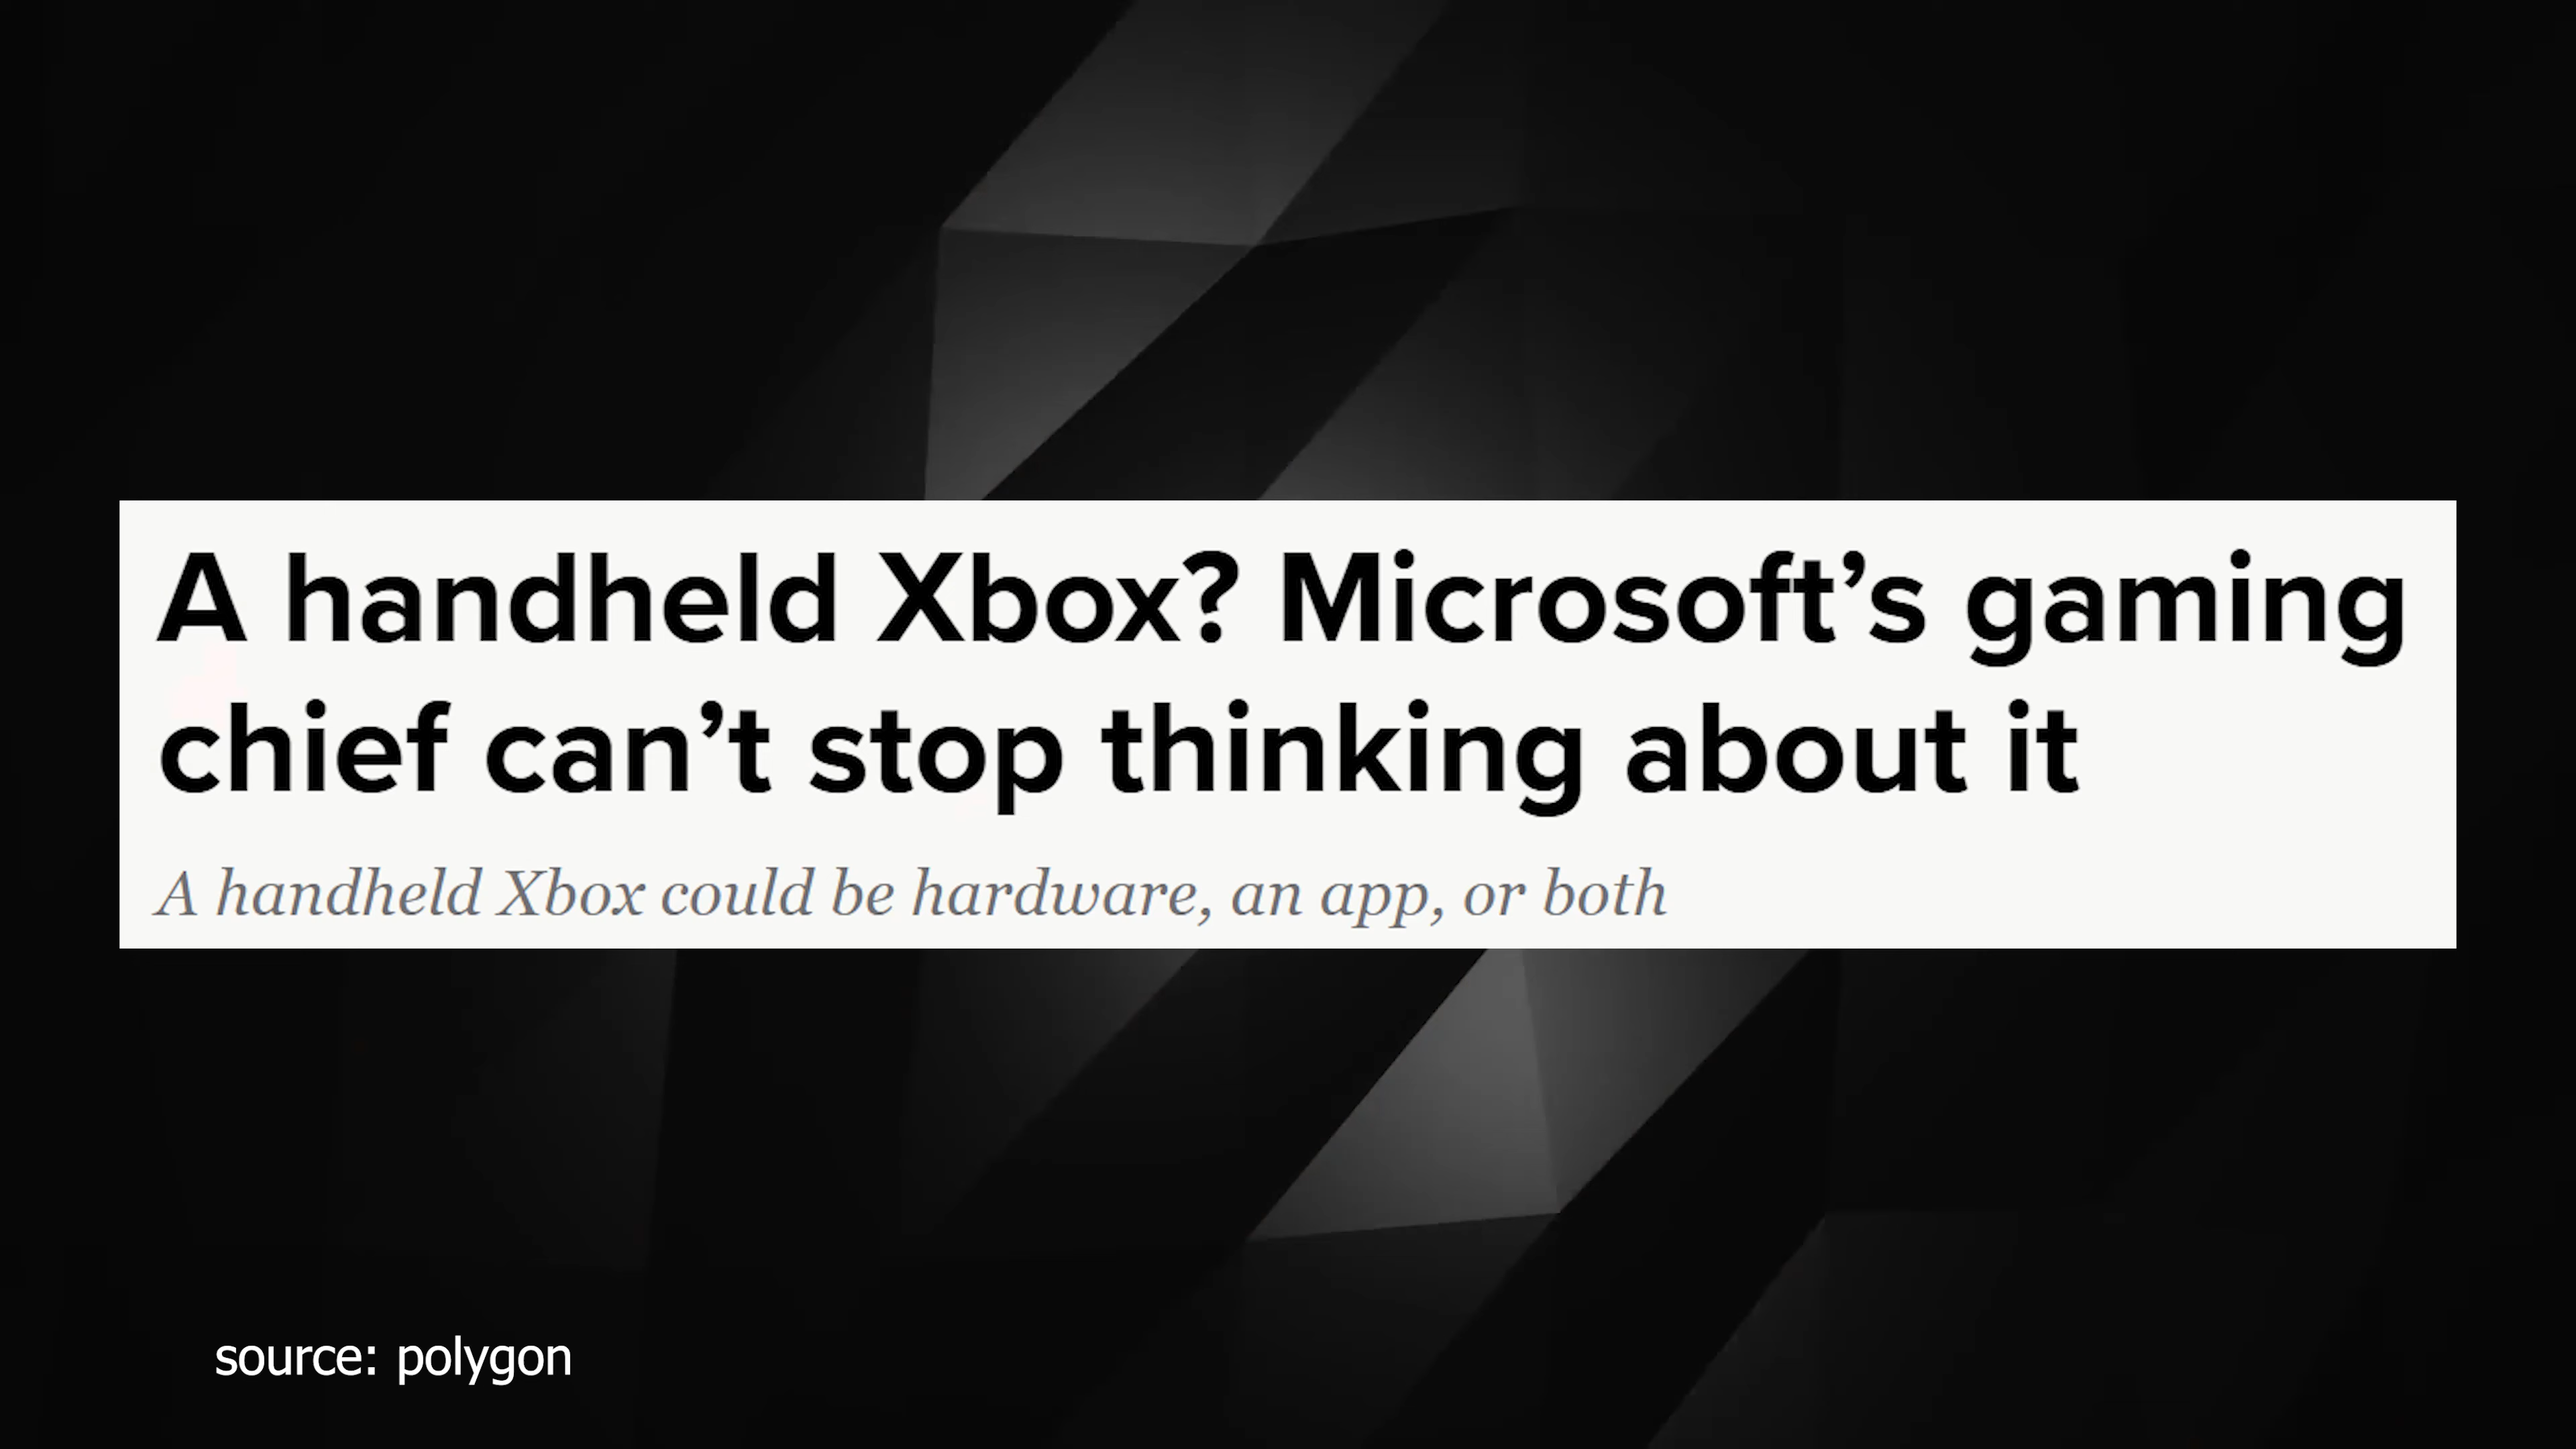 A handheld Xbox? Microsoft’s gaming
chief can’t stop thinking about it
A handheld Xbox could be hardware, an app, or both
source: polygon